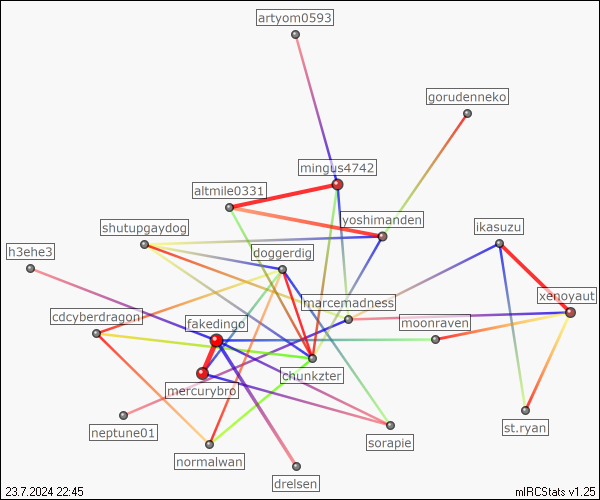 artyom0593
gorudenneko
mingus4742
altmile0331
yoshimanden
shutupgaydog
ikasuzu
h3ehe3
doggerdig
xenoyaut
marcemadness
cdcyberdragon
fakedingo
moonraven
chunkzter
mercurybro
st.ryan
neptune01
sorapie
normalwan
drelsen
23.7.2024 22:45
mIRCStats v1.25